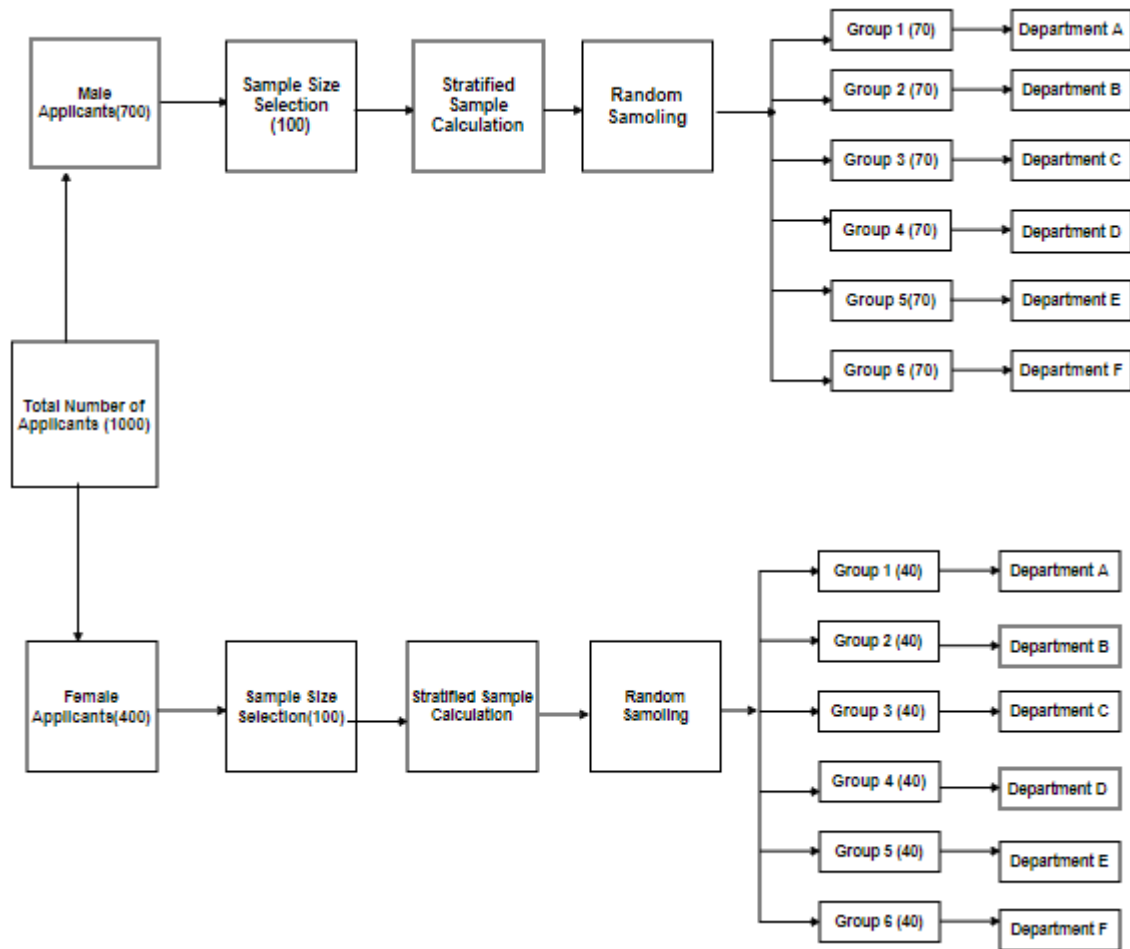 Male
Applicants(700)
Sample Size
Selection
(100)
Stratified
Sample
Calculation
Random
Samoling
Group 1 (70)
Department A
Group 2 (70)
Department B
Group 3 (70)
Department C
Group 4 (70)
Department D
Group 5(70)
Department E
Group 6 (70)
Department F
Total Number of
Applicants (1000)
Female
Applicants(400)
Sample Size
Selection(100)
Stratified Sample
Calculation
Random
Samoling
Group 1 (40)
Department A
Group 2 (40)
Department B
Group 3 (40)
Department C
Group 4 (40)
Department D
Group 5 (40)
Department E
Group 6 (40)
Department F